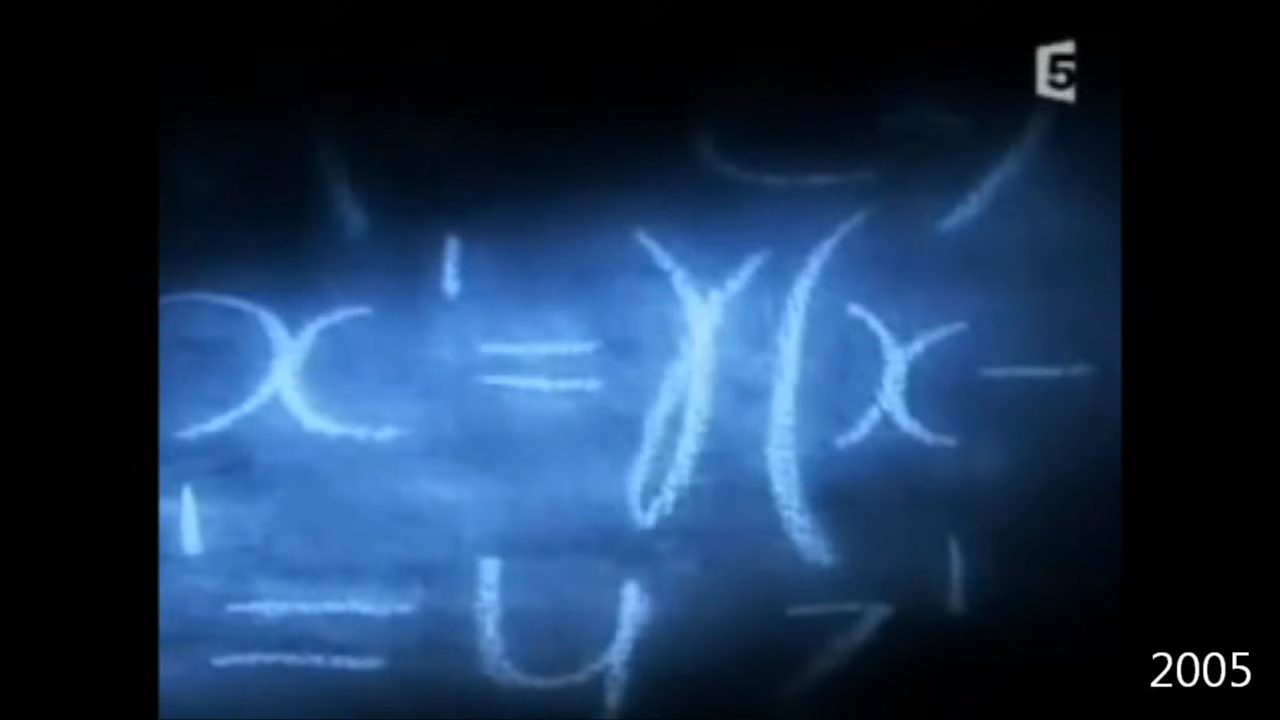 5
x' = γ(x −
' = y z'
2005